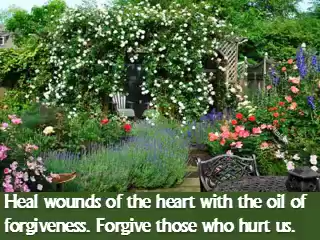 Heal wounds of the heart with the oil of
forgiveness. Forgive those who hurt us.